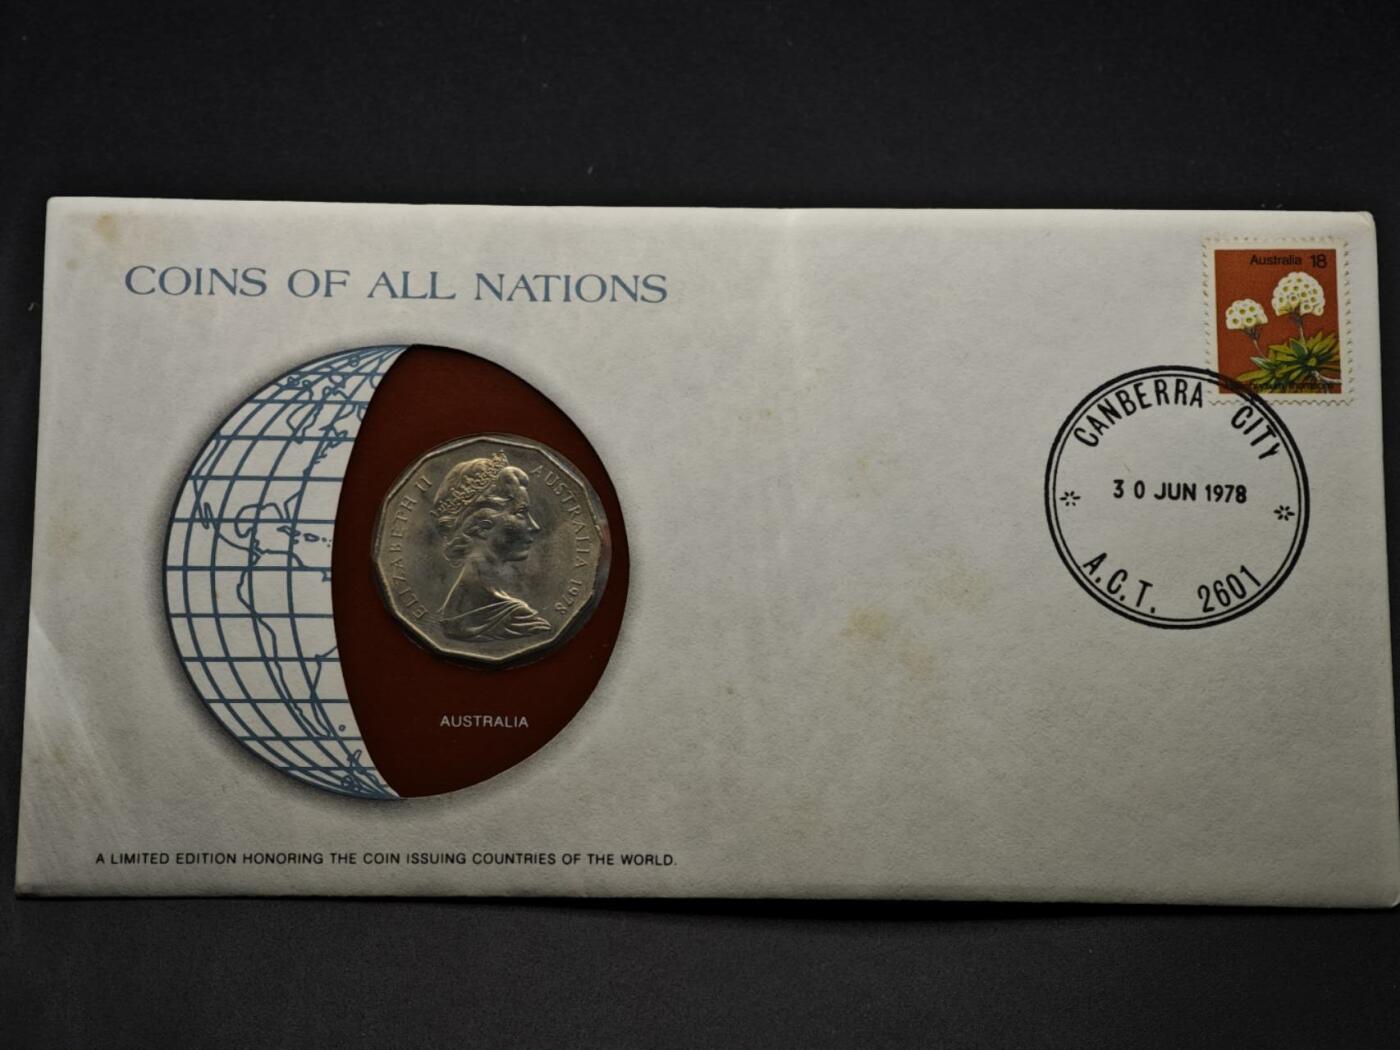 COINS OF ALL NATIONS
Australia 18
CANBERRA CITY
30 JUN 1978
A.C.T. 2601
ELIZABETH II AUSTRALIA 1978
AUSTRALIA
A LIMITED EDITION HONORING THE COIN ISSUING COUNTRIES OF THE WORLD.